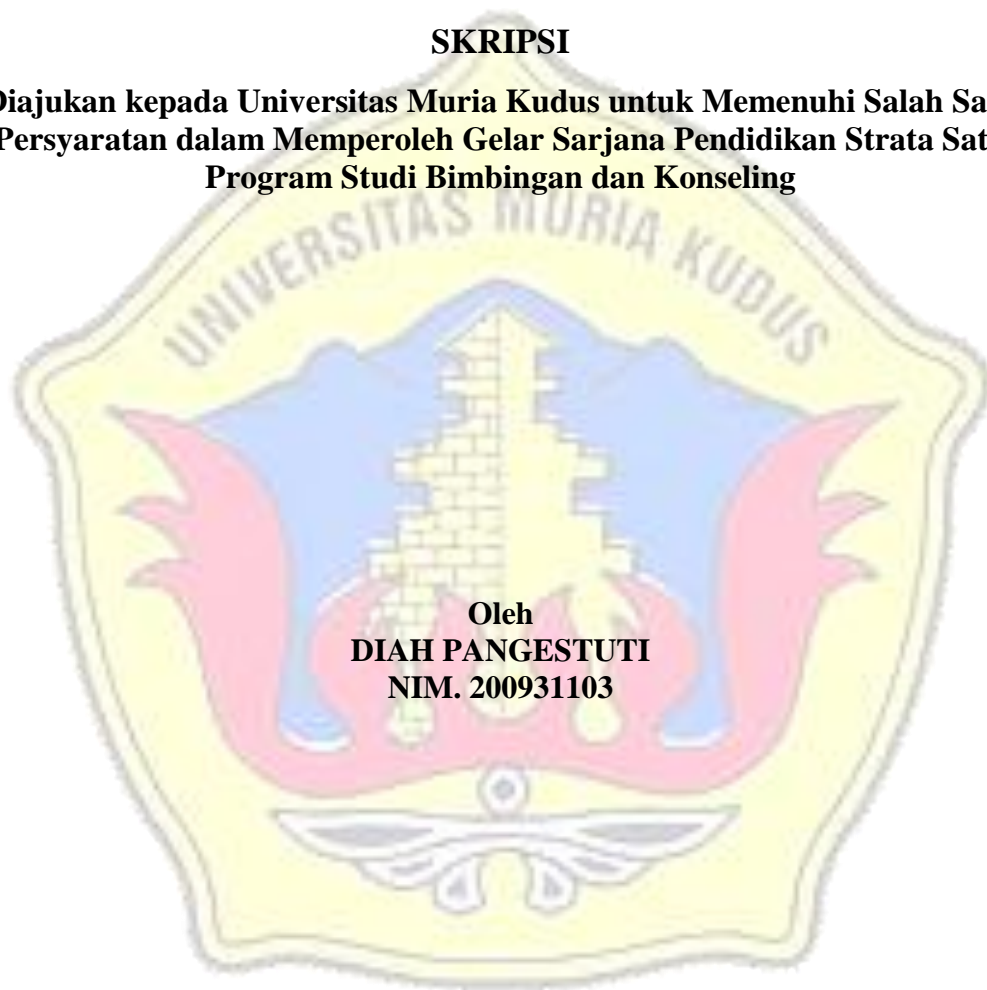 SKRIPSI
Diajukan kepada Universitas Muria Kudus untuk Memenuhi Salah Sa
Persyaratan dalam Memperoleh Gelar Sarjana Pendidikan Strata Sat
Program Studi Bimbingan dan Konseling
UNIVERSITAS MURIA KUDUS
Oleh
DIAH PANGESTUTI
NIM. 200931103